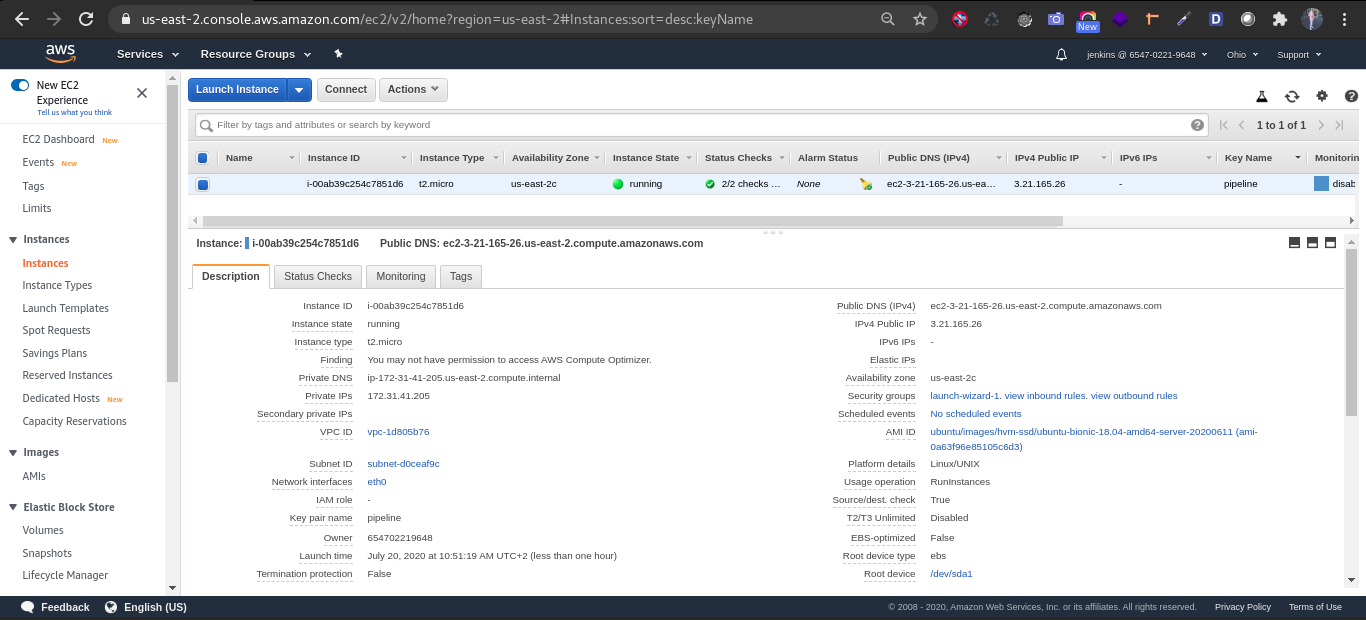 us-east-2.console.aws.amazon.com/ec2/v2/home?region=us-east-2#Instances:sort=desc:keyName
New
aws Services Resource Groups jenkins @ 6547-0221-9648 Ohio Support
New EC2
Experience
Tell us what you think
EC2 Dashboard New
Events New
Tags
Limits
Instances
Instances
Instance Types
Launch Templates
Spot Requests
Savings Plans
Reserved Instances
Dedicated Hosts New
Capacity Reservations
Images
AMIs
Elastic Block Store
Volumes
Snapshots
Lifecycle Manager
Launch Instance Connect Actions
Filter by tags and attributes or search by keyword 1 to 1 of 1
Name Instance ID Instance Type Availability Zone Instance State Status Checks Alarm Status Public DNS (IPv4) IPv4 Public IP IPv6 IPs Key Name Monitorin
i-00ab39c254c7851d6 t2.micro us-east-2c running 2/2 checks ... None ec2-3-21-165-26.us-ea... 3.21.165.26 - pipeline disab
Instance: i-00ab39c254c7851d6 Public DNS: ec2-3-21-165-26.us-east-2.compute.amazonaws.com
Description Status Checks Monitoring Tags
Instance ID i-00ab39c254c7851d6
Instance state running
Instance type t2.micro
Finding You may not have permission to access AWS Compute Optimizer.
Private DNS ip-172-31-41-205.us-east-2.compute.internal
Private IPs 172.31.41.205
Secondary private IPs
VPC ID vpc-1d805b76
Subnet ID subnet-d0ceaf9c
Network interfaces eth0
IAM role -
Key pair name pipeline
Owner 654702219648
Launch time July 20, 2020 at 10:51:19 AM UTC+2 (less than one hour)
Termination protection False
Public DNS (IPv4) ec2-3-21-165-26.us-east-2.compute.amazonaws.com
IPv4 Public IP 3.21.165.26
IPv6 IPs -
Elastic IPs
Availability zone us-east-2c
Security groups launch-wizard-1. view inbound rules. view outbound rules
Scheduled events No scheduled events
AMI ID ubuntu/images/hvm-ssd/ubuntu-bionic-18.04-amd64-server-20200611 (ami-
0a63f96e85105c6d3)
Platform details Linux/UNIX
Usage operation RunInstances
Source/dest. check True
T2/T3 Unlimited Disabled
EBS-optimized False
Root device type ebs
Root device /dev/sda1
Feedback English (US) © 2008 - 2020, Amazon Web Services, Inc. or its affiliates. All rights reserved. Privacy Policy Terms of Use